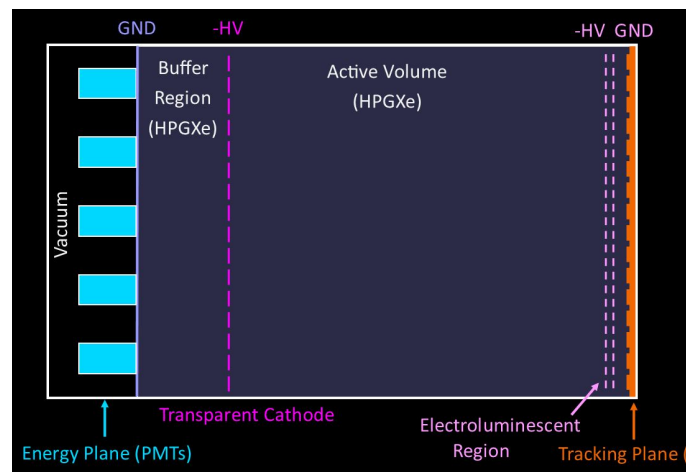 GND
-HV
-HV GND
Buffer
Region
(HPGXe)
Active Volume
(HPGXe)
Vacuum
Transparent Cathode
Electroluminescent
Region
Energy Plane (PMTs)
Tracking Plane (